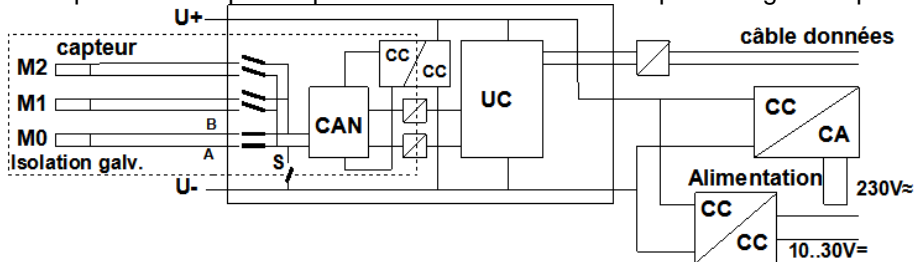 U+
capteur
câble données
M2
CC
CC
M1
UC
CC
CAN
B
M0
CA
A
Isolation galv.
S
U-
Alimentation
230V≈
CC
CC
10..30V=